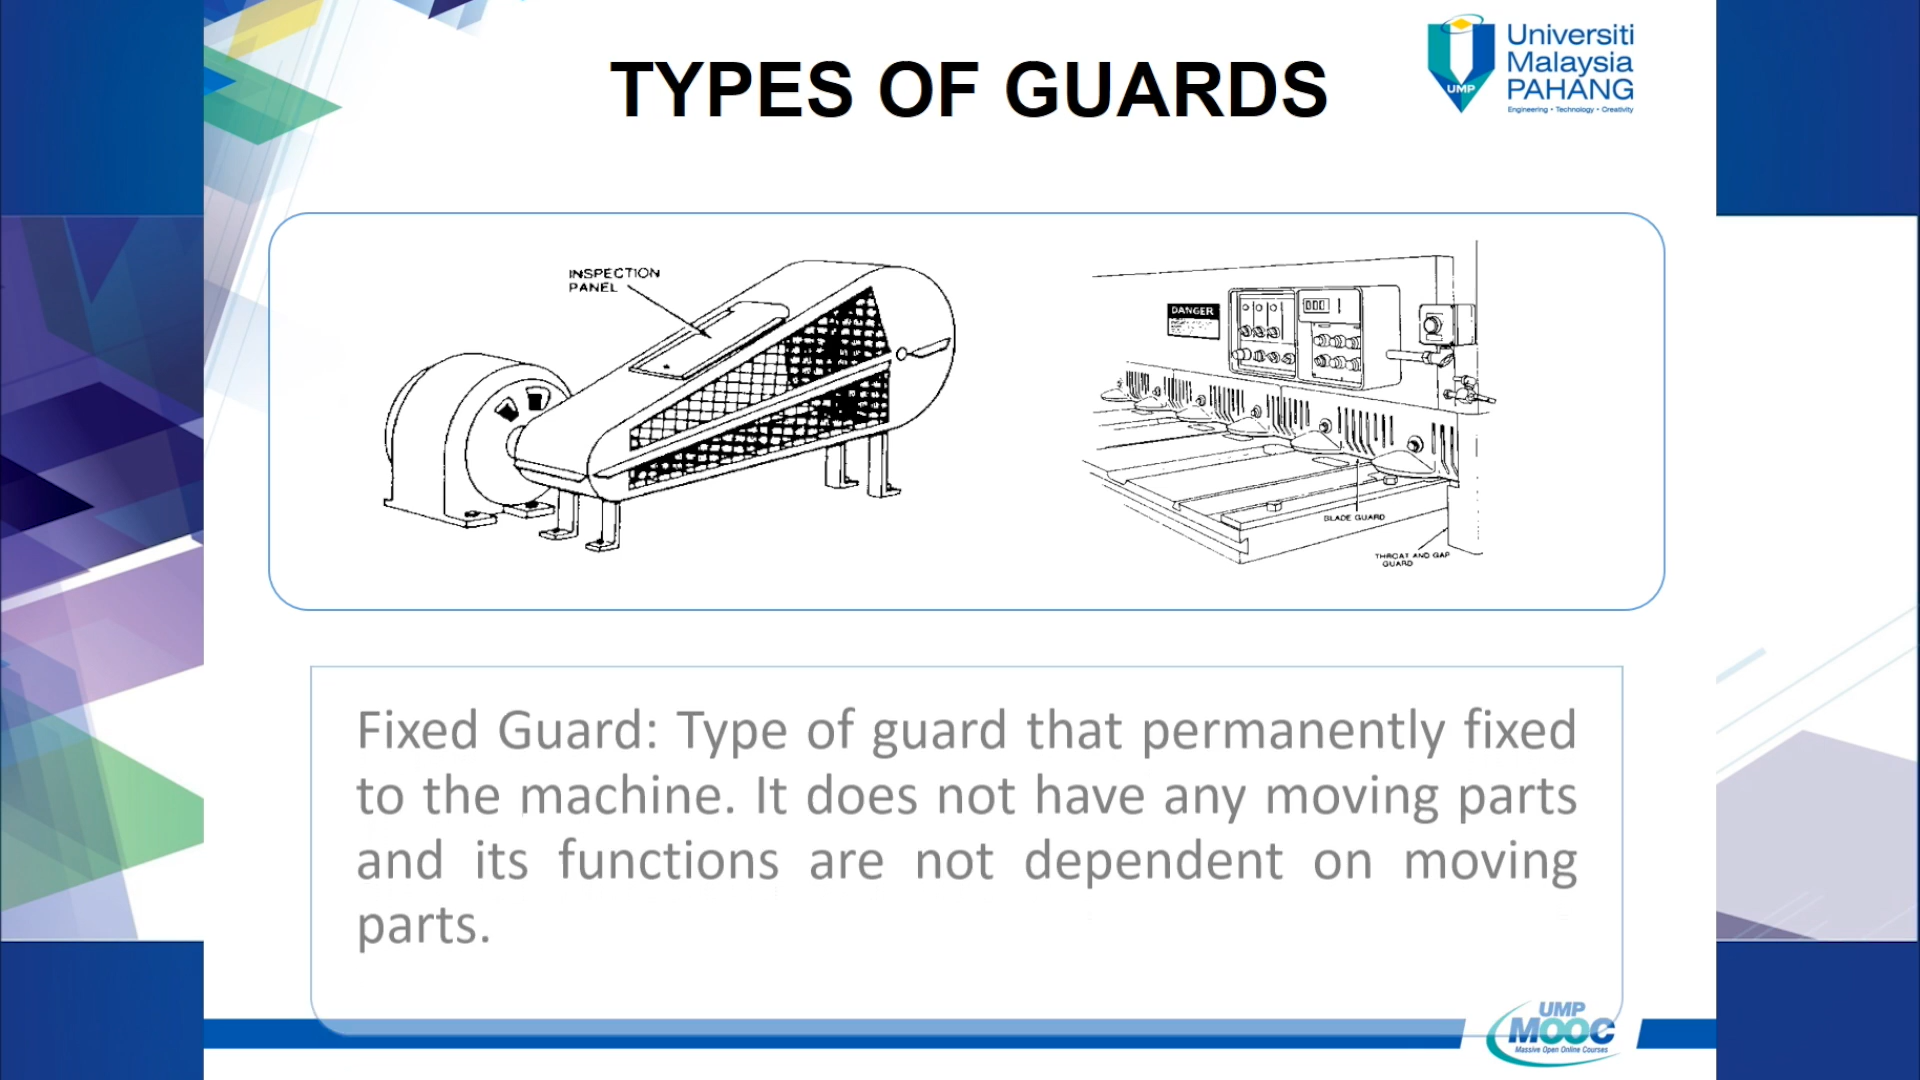 TYPES OF GUARDS
Universiti
Malaysia
PAHANG
Engineering • Technology • Creativity
UMP
INSPECTION
PANEL
DANGER
BLADE GUARD
THROAT AND GAP
GUARD
Fixed Guard: Type of guard that permanently fixed
to the machine. It does not have any moving parts
and its functions are not dependent on moving
parts.
UMP
MOOC
Massive Open Online Courses